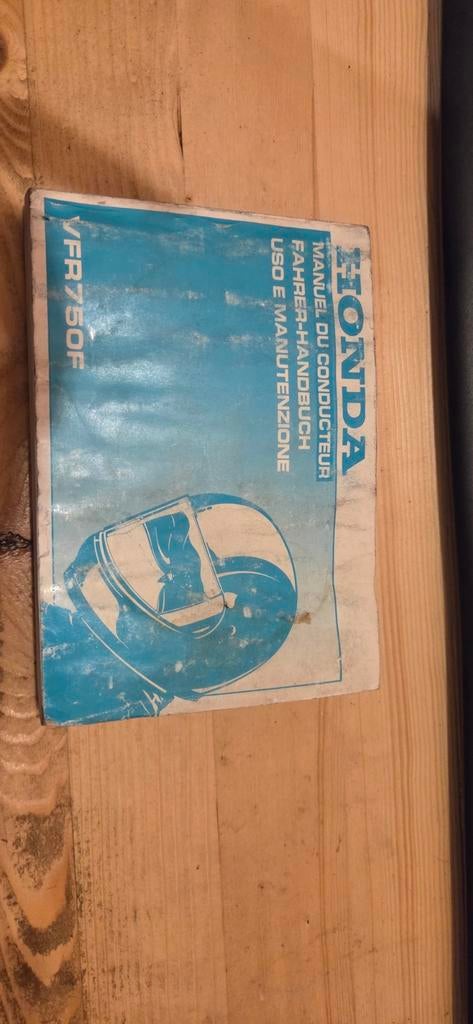 HONDA
MANUEL DU CONDUCTEUR
FAHRER-HANDBUCH
USO E MANUTENZIONE
VFR750F